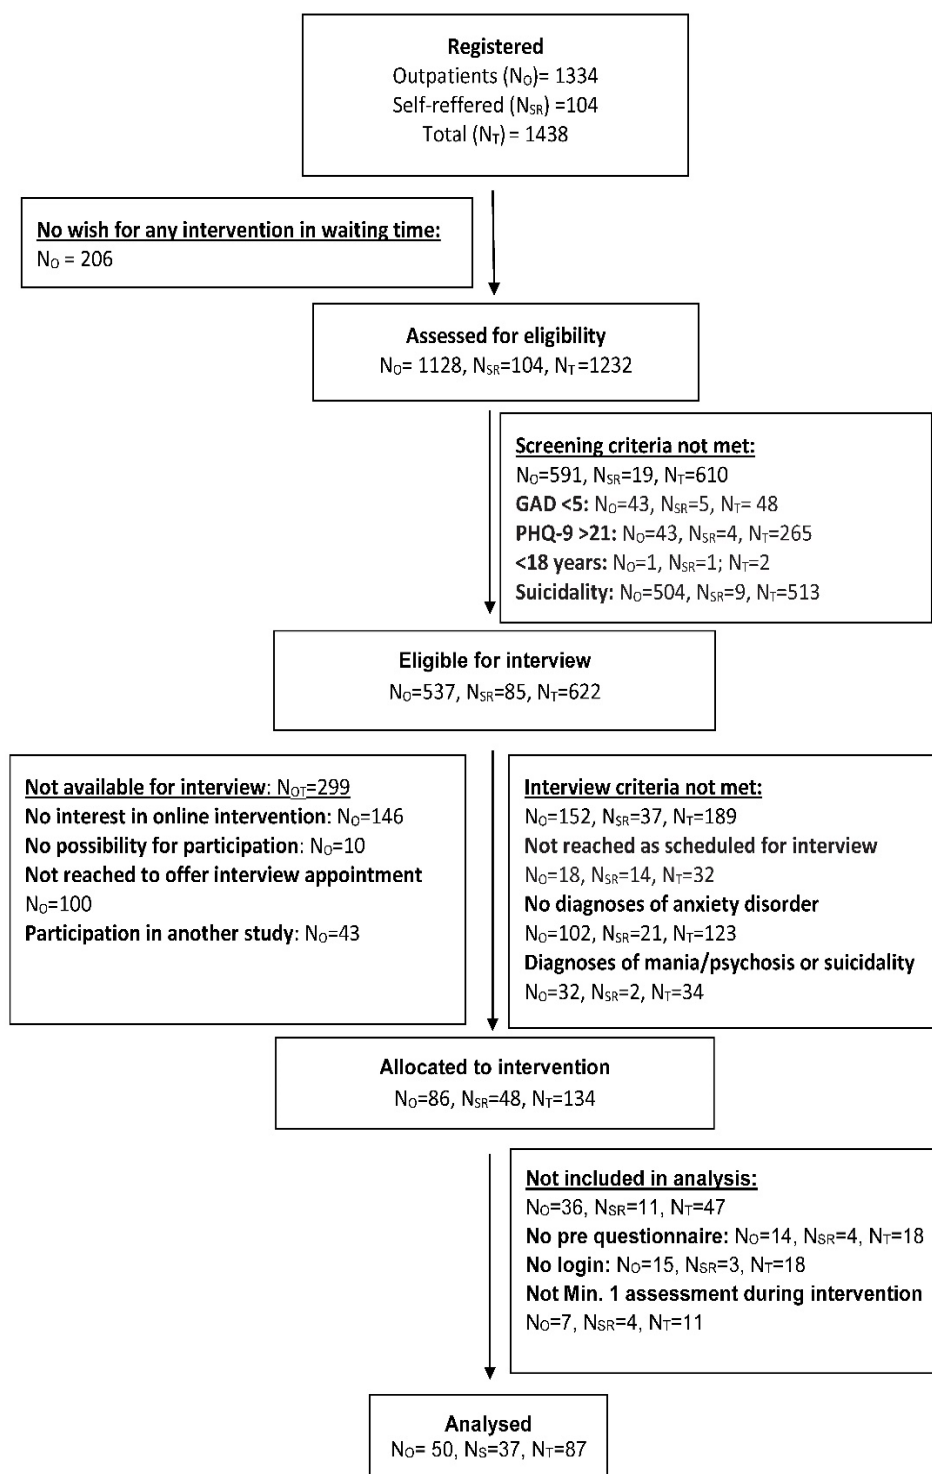 Registered
Outpatients (NO)= 1334
Self-reffered (NSR) =104
Total (NT) = 1438
No wish for any intervention in waiting time:
NO = 206
Assessed for eligibility
NO= 1128, NSR=104, NT =1232
Screening criteria not met:
NO=591, NSR=19, NT=610
GAD <5: NO=43, NSR=5, NT= 48
PHQ-9 >21: NO=43, NSR=4, NT=265
<18 years: NO=1, NSR=1; NT=2
Suicidality: NO=504, NSR=9, NT=513
Eligible for interview
NO=537, NSR=85, NT=622
Not available for interview: NOT=299
No interest in online intervention: NO=146
No possibility for participation: NO=10
Not reached to offer interview appointment
NO=100
Participation in another study: NO=43
Interview criteria not met:
NO=152, NSR=37, NT=189
Not reached as scheduled for interview
NO=18, NSR=14, NT=32
No diagnoses of anxiety disorder
NO=102, NSR=21, NT=123
Diagnoses of mania/psychosis or suicidality
NO=32, NSR=2, NT=34
Allocated to intervention
NO=86, NSR=48, NT=134
Not included in analysis:
NO=36, NSR=11, NT=47
No pre questionnaire: NO=14, NSR=4, NT=18
No login: NO=15, NSR=3, NT=18
Not Min. 1 assessment during intervention
NO=7, NSR=4, NT=11
Analysed
NO= 50, NS=37, NT=87